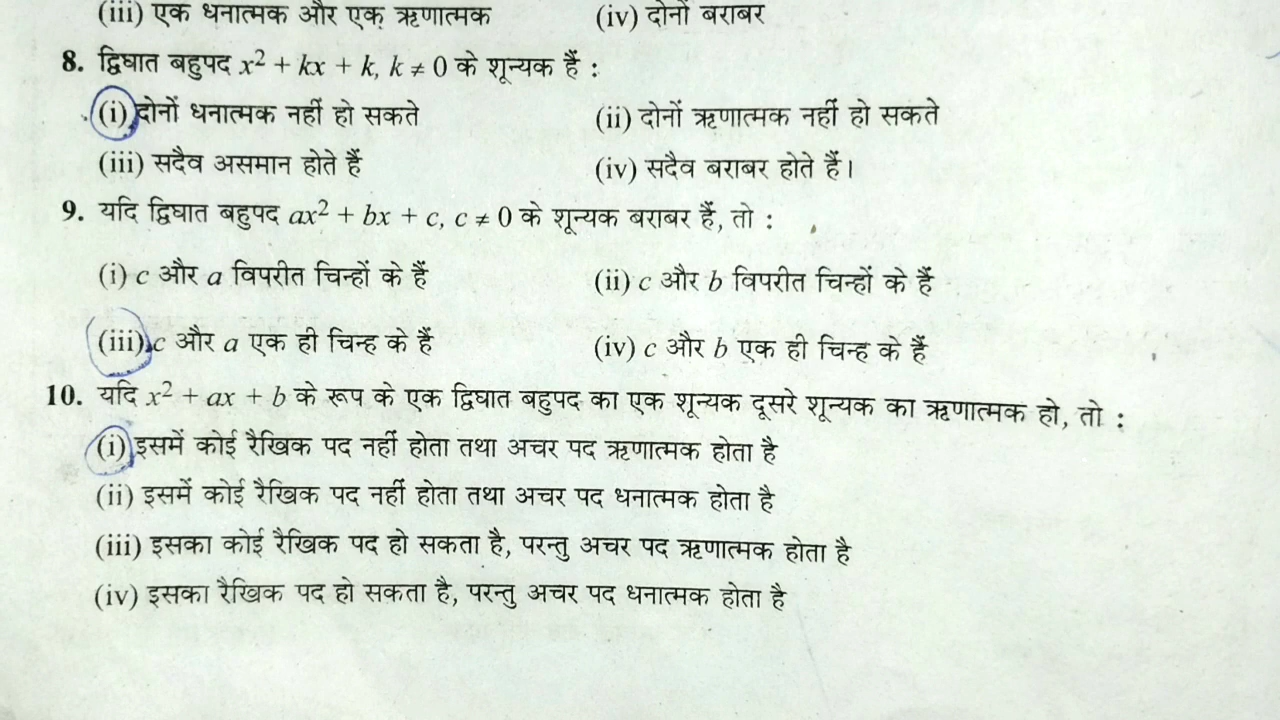 (iii) एक धनात्मक और एक ऋणात्मक (iv) दोनों बराबर
8. द्विघात बहुपद x² + kx + k, k ≠ 0 के शून्यक हैं :
(i) दोनों धनात्मक नहीं हो सकते (ii) दोनों ऋणात्मक नहीं हो सकते
(iii) सदैव असमान होते हैं (iv) सदैव बराबर होते हैं।
9. यदि द्विघात बहुपद ax² + bx + c, c ≠ 0 के शून्यक बराबर हैं, तो :
(i) c और a विपरीत चिन्हों के हैं (ii) c और b विपरीत चिन्हों के हैं
(iii) c और a एक ही चिन्ह के हैं (iv) c और b एक ही चिन्ह के हैं
10. यदि x² + ax + b के रूप के एक द्विघात बहुपद का एक शून्यक दूसरे शून्यक का ऋणात्मक हो, तो :
(i) इसमें कोई रैखिक पद नहीं होता तथा अचर पद ऋणात्मक होता है
(ii) इसमें कोई रैखिक पद नहीं होता तथा अचर पद धनात्मक होता है
(iii) इसका कोई रैखिक पद हो सकता है, परन्तु अचर पद ऋणात्मक होता है
(iv) इसका रैखिक पद हो सकता है, परन्तु अचर पद धनात्मक होता है